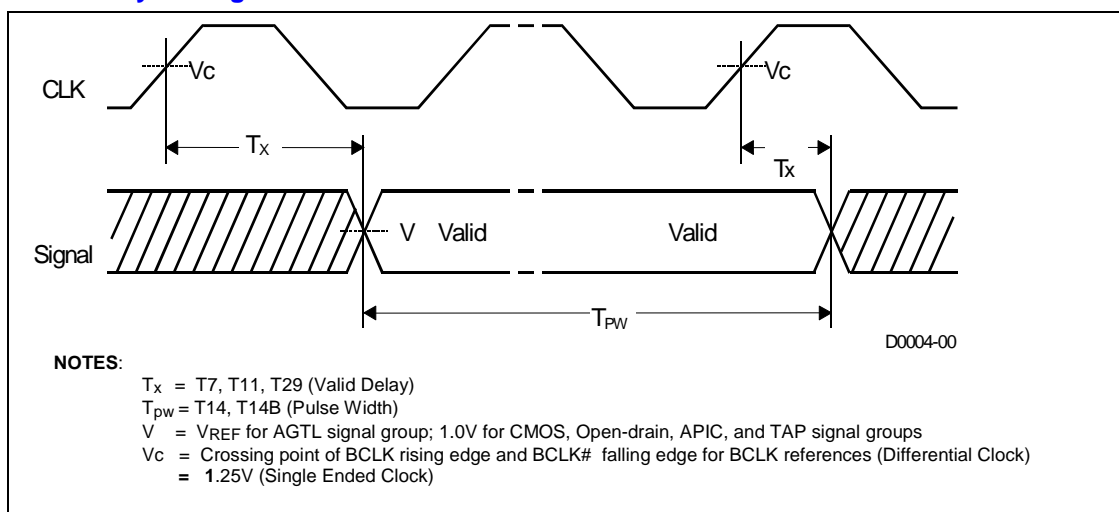 CLK
Vc
Vc
TX
Tx
Signal
V Valid
Valid
TPW
D0004-00
NOTES:
Tx = T7, T11, T29 (Valid Delay)
Tpw = T14, T14B (Pulse Width)
V = VREF for AGTL signal group; 1.0V for CMOS, Open-drain, APIC, and TAP signal groups
Vc = Crossing point of BCLK rising edge and BCLK# falling edge for BCLK references (Differential Clock)
= 1.25V (Single Ended Clock)